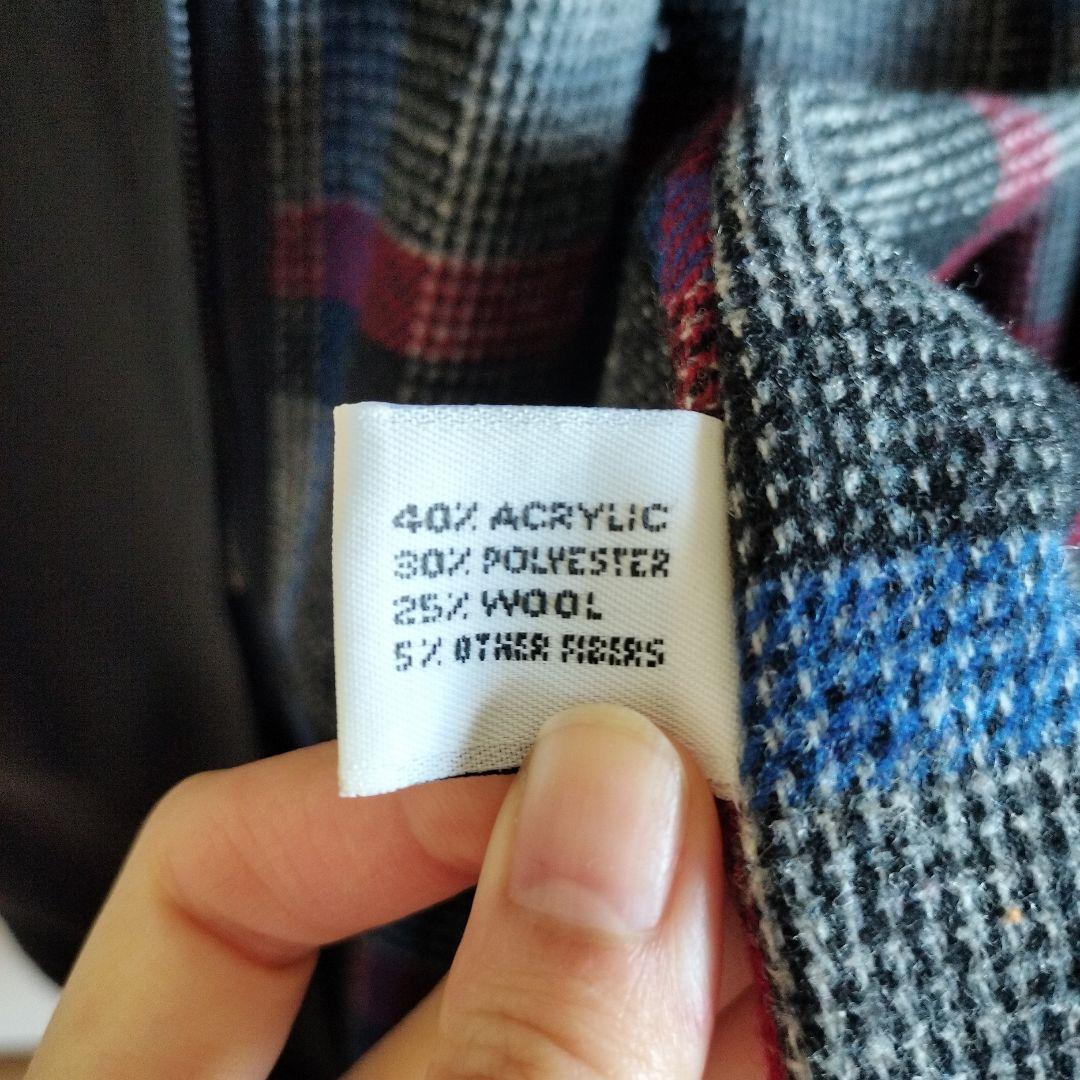 40% ACRYLIC
30% POLYESTER
25% WOOL
5% OTHER FIBERS